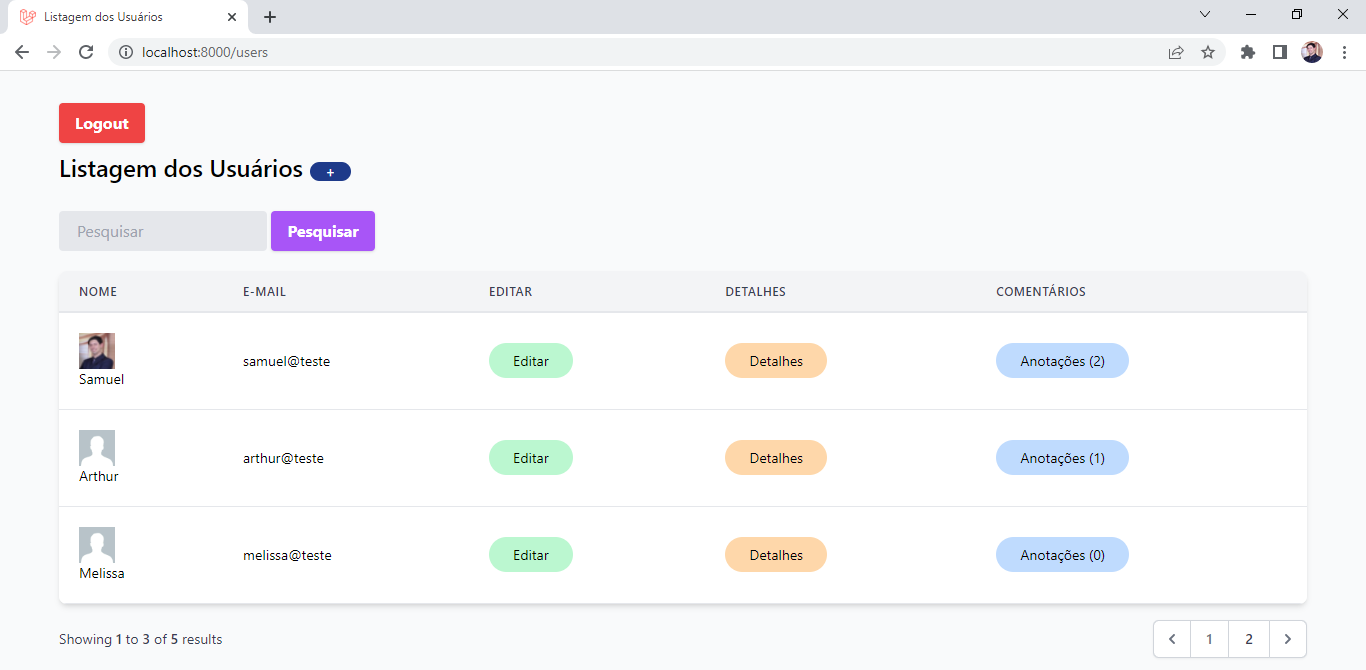 Listagem dos Usuários
localhost:8000/users
Logout
Listagem dos Usuários +
Pesquisar Pesquisar
NOME E-MAIL EDITAR DETALHES COMENTÁRIOS
Samuel samuel@teste Editar Detalhes Anotações (2)
Arthur arthur@teste Editar Detalhes Anotações (1)
Melissa melissa@teste Editar Detalhes Anotações (0)
Showing 1 to 3 of 5 results 1 2